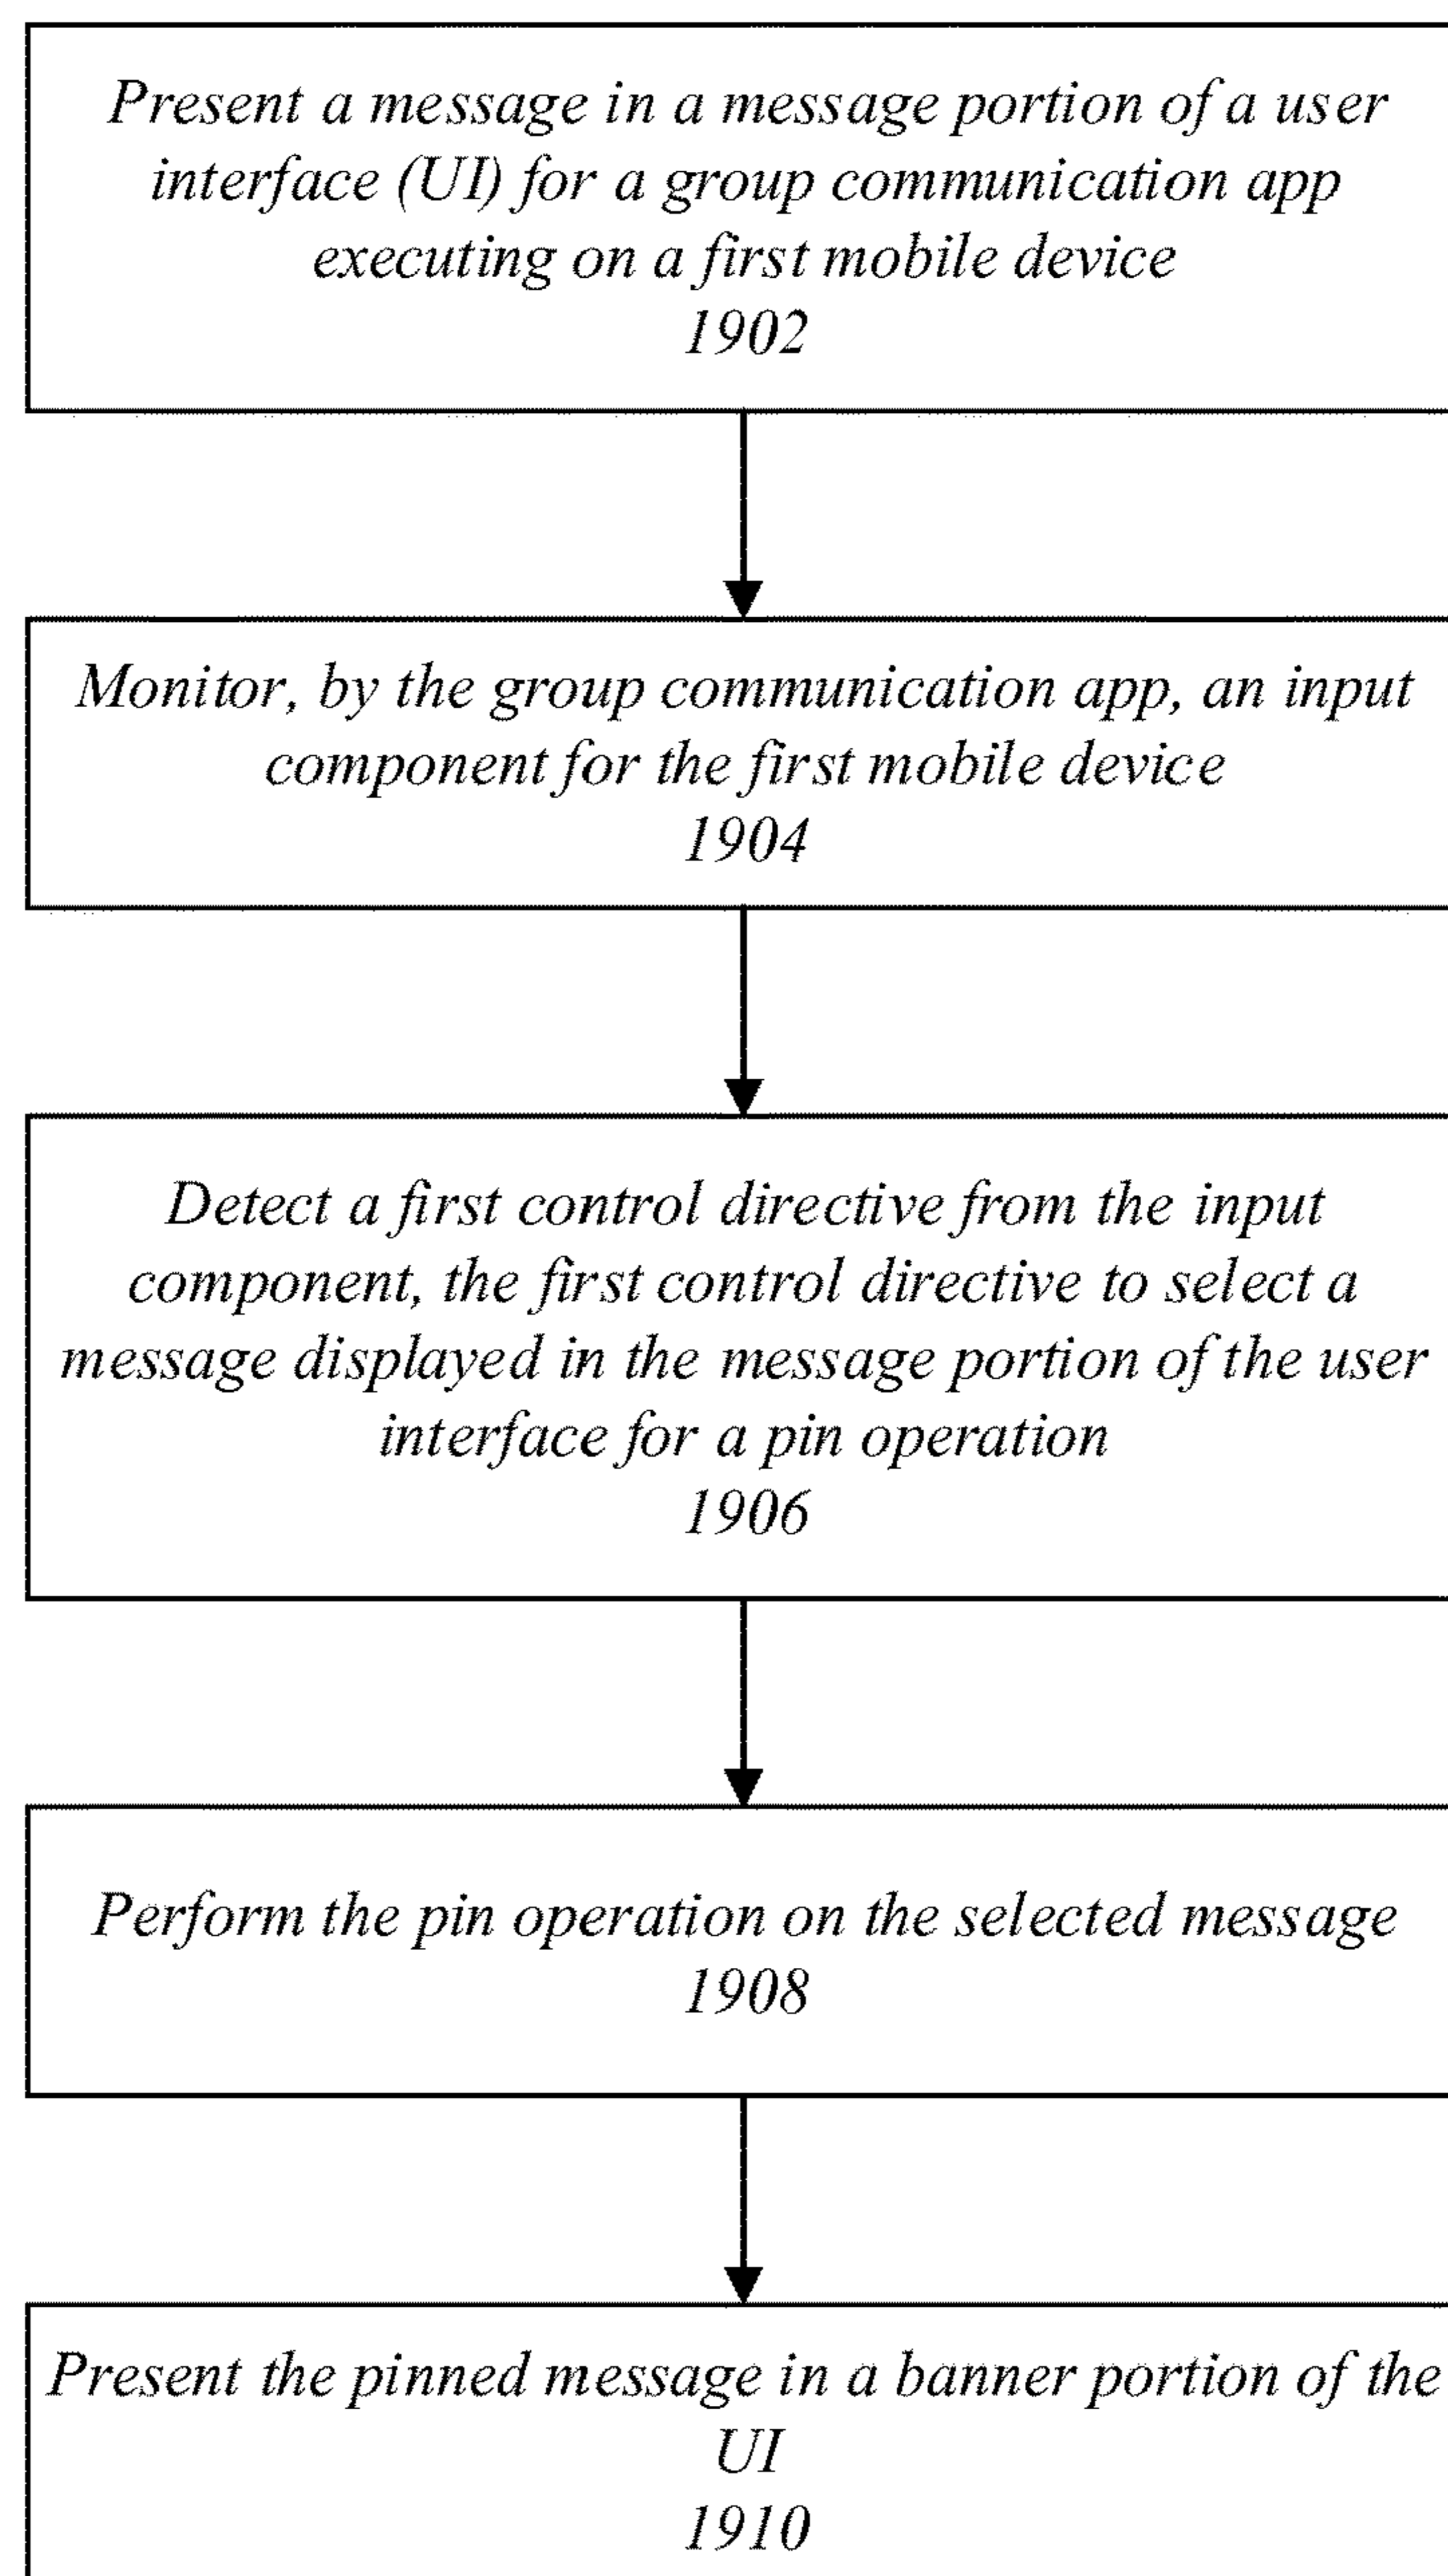 Present a message in a message portion of a user
interface (UI) for a group communication app
executing on a first mobile device
1902
Monitor, by the group communication app, an input
component for the first mobile device
1904
Detect a first control directive from the input
component, the first control directive to select a
message displayed in the message portion of the user
interface for a pin operation
1906
Perform the pin operation on the selected message
1908
Present the pinned message in a banner portion of the
UI
1910